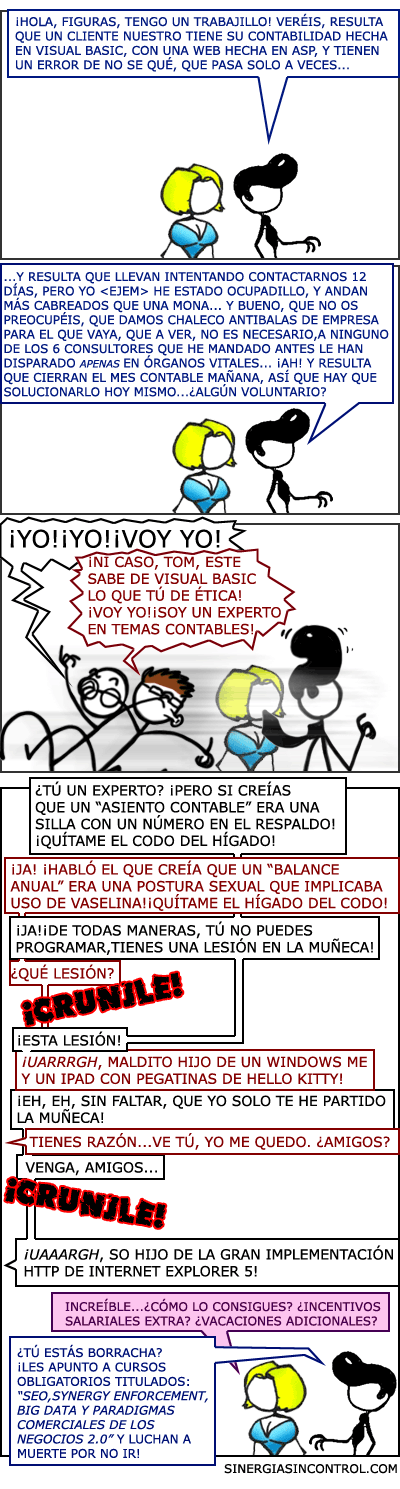 ¡HOLA, FIGURAS, TENGO UN TRABAJILLO! VERÉIS, RESULTA
QUE UN CLIENTE NUESTRO TIENE SU CONTABILIDAD HECHA
EN VISUAL BASIC, CON UNA WEB HECHA EN ASP, Y TIENEN
UN ERROR DE NO SE QUÉ, QUE PASA SOLO A VECES...
...Y RESULTA QUE LLEVAN INTENTANDO CONTACTARNOS 12
DÍAS, PERO YO <EJEM> HE ESTADO OCUPADILLO, Y ANDAN
MÁS CABREADOS QUE UNA MONA... Y BUENO, QUE NO OS
PREOCUPÉIS, QUE DAMOS CHALECO ANTIBALAS DE EMPRESA
PARA EL QUE VAYA, QUE A VER, NO ES NECESARIO,A NINGUNO
DE LOS 6 CONSULTORES QUE HE MANDADO ANTES LE HAN
DISPARADO APENAS EN ÓRGANOS VITALES... ¡AH! Y RESULTA
QUE CIERRAN EL MES CONTABLE MAÑANA, ASÍ QUE HAY QUE
SOLUCIONARLO HOY MISMO...¿ALGÚN VOLUNTARIO?
¡YO!¡YO!¡VOY YO!
¡NI CASO, TOM, ESTE
SABE DE VISUAL BASIC
LO QUE TÚ DE ÉTICA!
¡VOY YO!¡SOY UN EXPERTO
EN TEMAS CONTABLES!
¿TÚ UN EXPERTO? ¡PERO SI CREÍAS
QUE UN "ASIENTO CONTABLE" ERA UNA
SILLA CON UN NÚMERO EN EL RESPALDO!
¡QUÍTAME EL CODO DEL HÍGADO!
¡JA! ¡HABLÓ EL QUE CREÍA QUE UN "BALANCE
ANUAL" ERA UNA POSTURA SEXUAL QUE IMPLICABA
USO DE VASELINA!¡QUÍTAME EL HÍGADO DEL CODO!
¡JA!¡DE TODAS MANERAS, TÚ NO PUEDES
PROGRAMAR,TIENES UNA LESIÓN EN LA MUÑECA!
¿QUÉ LESIÓN?
¡CRUNJLE!
¡ESTA LESIÓN!
¡UARRRGH, MALDITO HIJO DE UN WINDOWS ME
Y UN IPAD CON PEGATINAS DE HELLO KITTY!
¡EH, EH, SIN FALTAR, QUE YO SOLO TE HE PARTIDO
LA MUÑECA!
TIENES RAZÓN...VE TÚ, YO ME QUEDO. ¿AMIGOS?
VENGA, AMIGOS...
¡CRUNJLE!
¡UAAARGH, SO HIJO DE LA GRAN IMPLEMENTACIÓN
HTTP DE INTERNET EXPLORER 5!
INCREÍBLE...¿CÓMO LO CONSIGUES? ¿INCENTIVOS
SALARIALES EXTRA? ¿VACACIONES ADICIONALES?
¿TÚ ESTÁS BORRACHA?
¡LES APUNTO A CURSOS
OBLIGATORIOS TITULADOS:
"SEO,SYNERGY ENFORCEMENT,
BIG DATA Y PARADIGMAS
COMERCIALES DE LOS
NEGOCIOS 2.0" Y LUCHAN A
MUERTE POR NO IR!
SINERGIASINCONTROL.COM